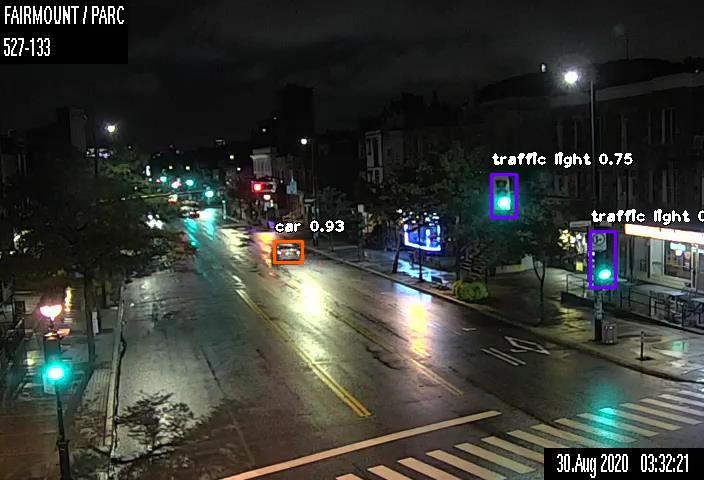 FAIRMOUNT / PARC
527-133
traffic light 0.75
traffic light 0
car 0.93
30.Aug 2020 03:32:21